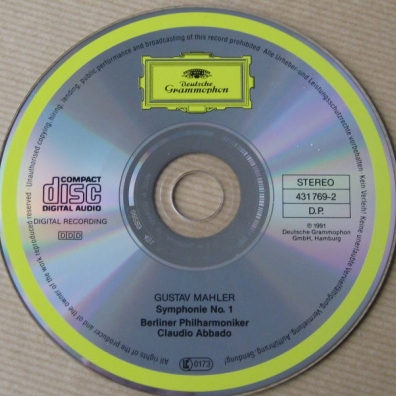 Deutsche
Grammophon
Unauthorised copying, hiring, lending, public performance and broadcasting of this record prohibited. Alle Urheber- und Leistungsschutzrechte vorbehalten. Kein Verleih! Keine unerlaubte Vervielfältigung, Vermietung, Aufführung, Sendung!
All rights of the producer and of the owner of the work reproduced reserved
COMPACT
disc
DIGITAL AUDIO
DIGITAL RECORDING
DDD
STEREO
431 769-2
D.P.
℗ 1991
Deutsche Grammophon
GmbH, Hamburg
GUSTAV MAHLER
Symphonie No. 1
Berliner Philharmoniker
Claudio Abbado
0173